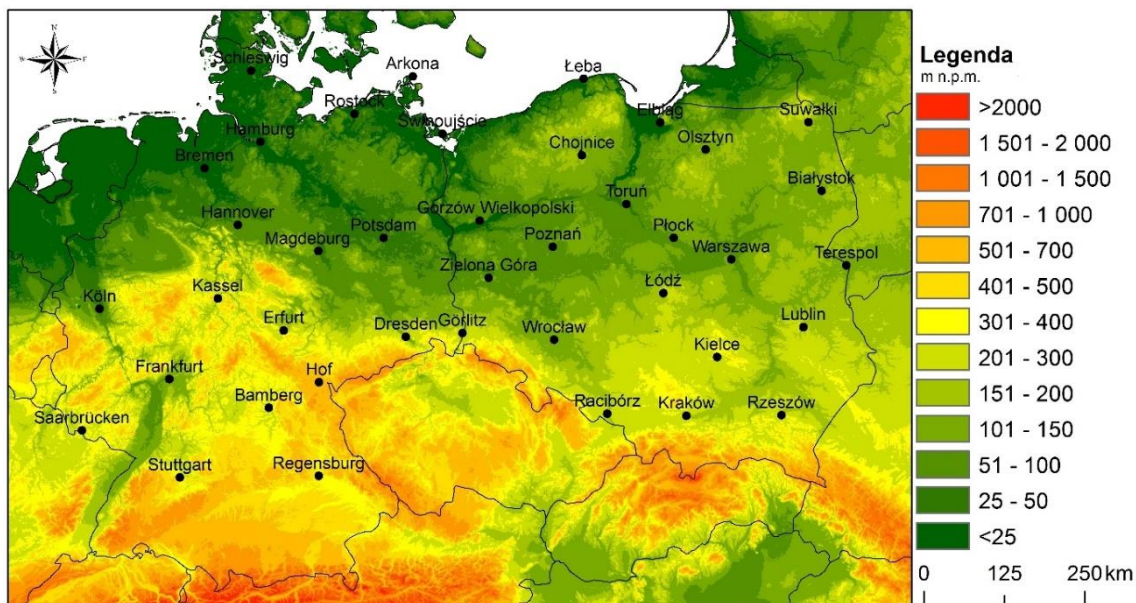 N
W
S
Schleswig
Arkona
Łeba
Rostock
Świnoujście
Elbląg
Suwałki
Hamburg
Chojnice
Olsztyn
Bremen
Białystok
Toruń
Hannover
Gorzów Wielkopolski
Potsdam
Płock
Magdeburg
Poznań
Warszawa
Terespol
Zielona Góra
Łódź
Köln
Kassel
Erfurt
Lublin
Dresden
Görlitz
Wrocław
Kielce
Frankfurt
Hof
Bamberg
Racibórz
Kraków
Rzeszów
Saarbrücken
Stuttgart
Regensburg
Legenda
m n.p.m.
>2000
1 501 - 2 000
1 001 - 1 500
701 - 1 000
501 - 700
401 - 500
301 - 400
201 - 300
151 - 200
101 - 150
51 - 100
25 - 50
<25
0 125 250 km